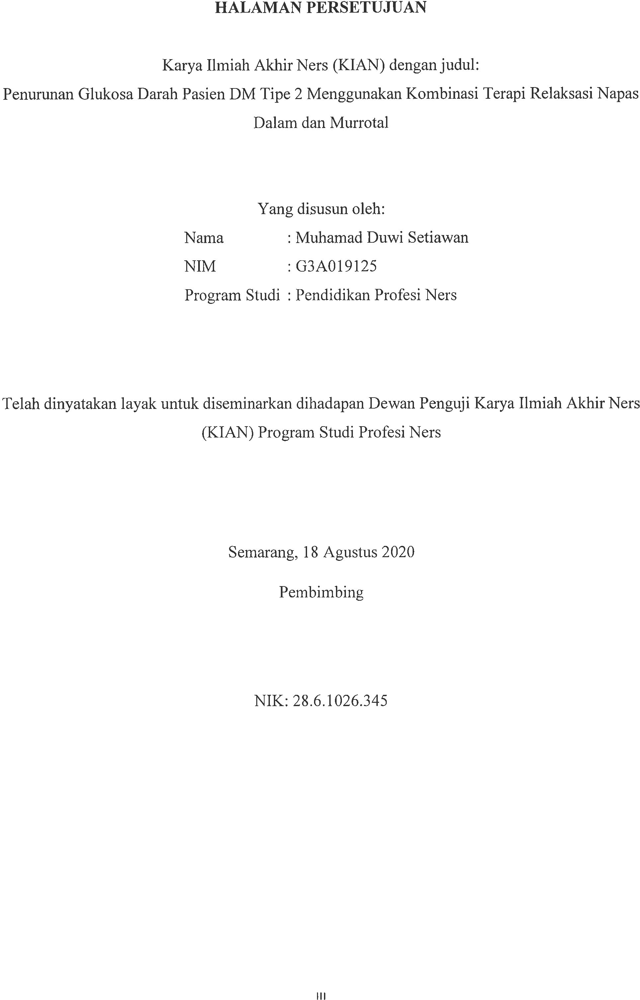 HALAMAN PERSETUJUAN
Karya Ilmiah Akhir Ners (KIAN) dengan judul:
Penurunan Glukosa Darah Pasien DM Tipe 2 Menggunakan Kombinasi Terapi Relaksasi Napas
Dalam dan Murrotal
Yang disusun oleh:
Nama : Muhamad Duwi Setiawan
NIM : G3A019125
Program Studi : Pendidikan Profesi Ners
Telah dinyatakan layak untuk diseminarkan dihadapan Dewan Penguji Karya Ilmiah Akhir Ners
(KIAN) Program Studi Profesi Ners
Semarang, 18 Agustus 2020
Pembimbing
NIK: 28.6.1026.345
III